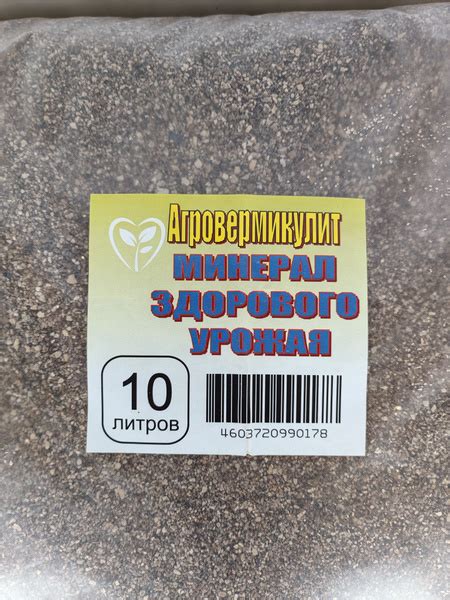 Агровермикулит
МИНЕРАЛ
ЗДОРОВОГО
УРОЖАЯ
10
литров
4603720990178